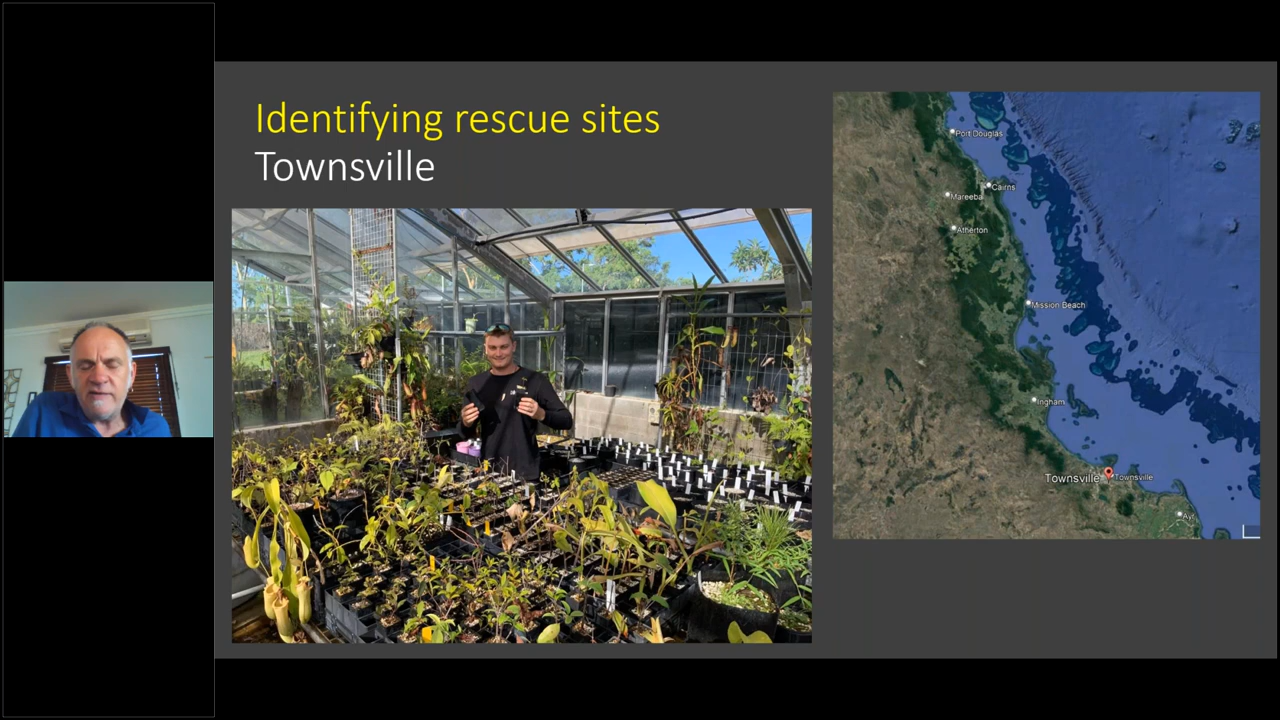 Identifying rescue sites
Townsville
Port Douglas
Cairns
Mareeba
Atherton
Mission Beach
Ingham
Townsville
Townsville